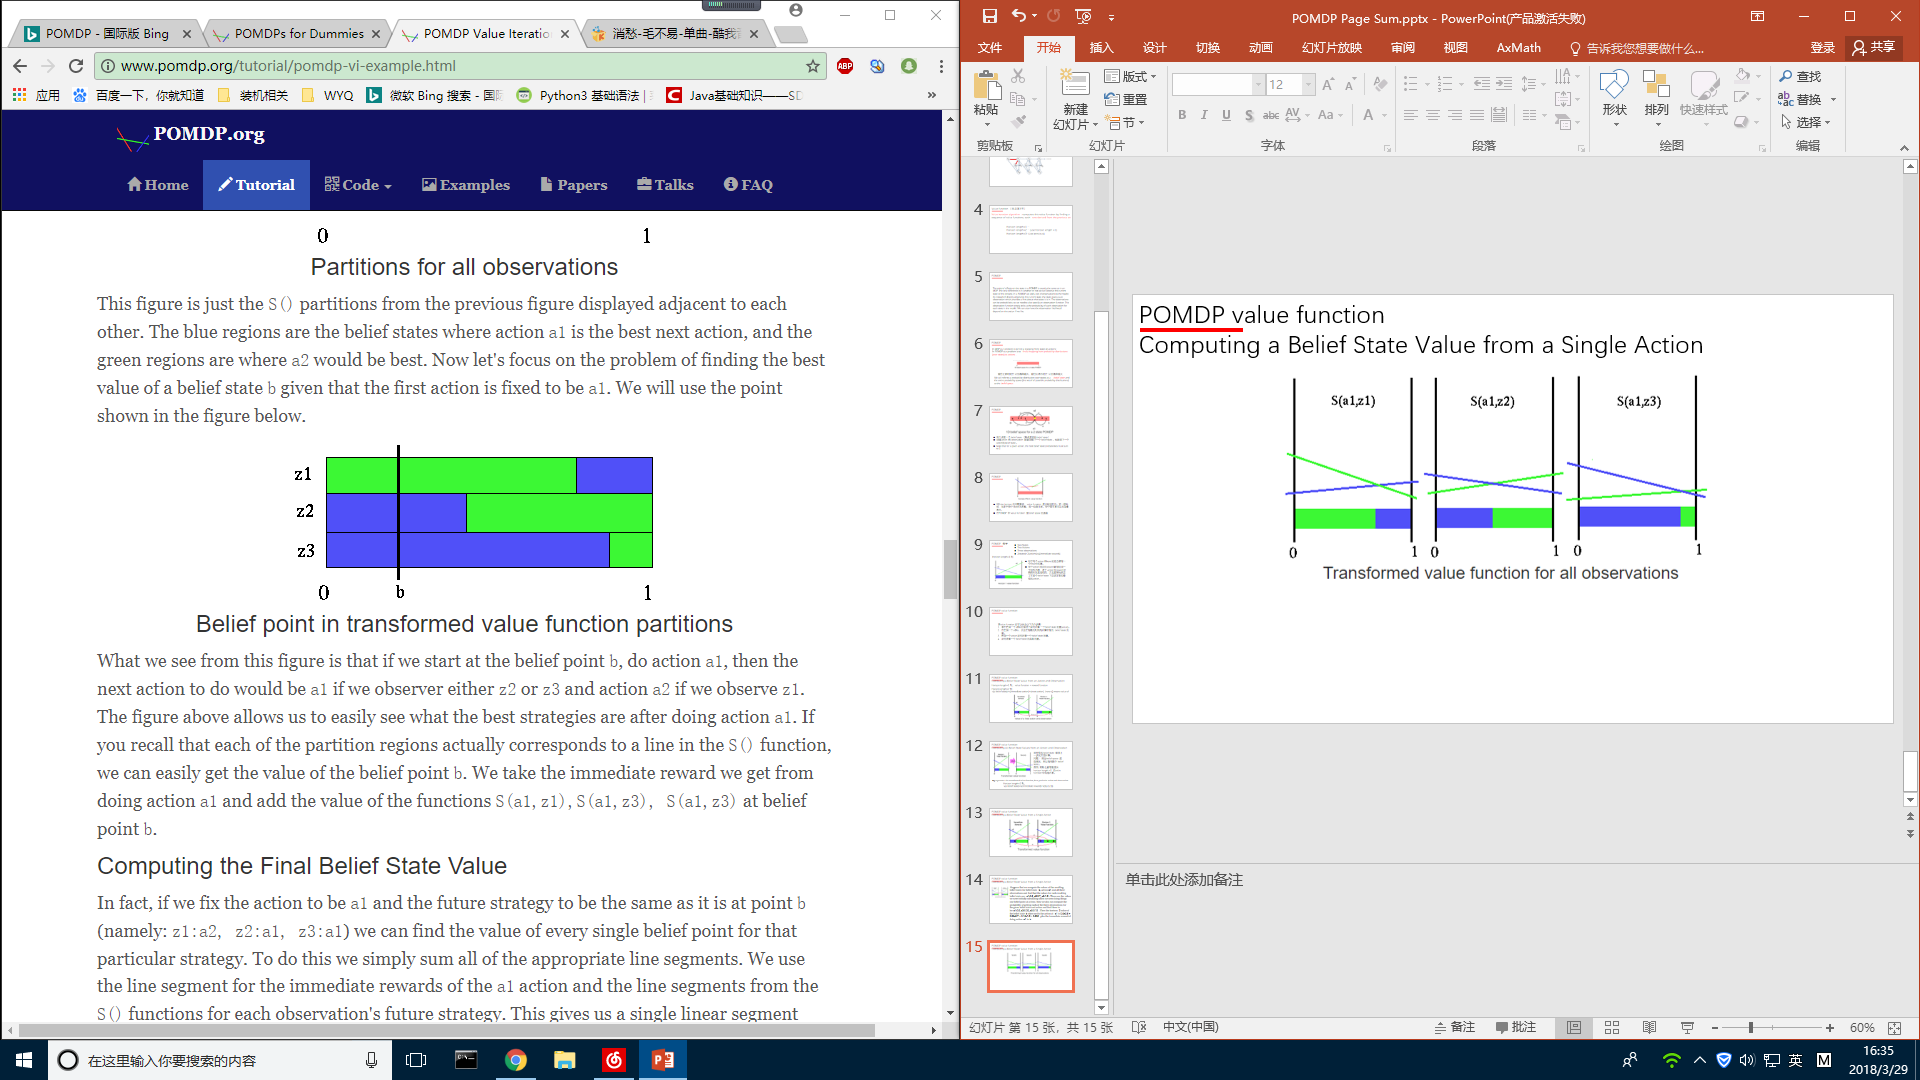 POMDP - 国际版 Bing
POMDPs for Dummies
POMDP Value Iteratio
消愁-毛不易-单曲-酷我
www.pomdp.org/tutorial/pomdp-vi-example.html
ABP
应用
百度一下，你就知道
装机相关
WYQ
微软 Bing 搜索 - 国
Python3 基础语法
Java基础知识——SD
»
POMDP.org
Home
Tutorial
Code
Examples
Papers
Talks
FAQ
0 1
Partitions for all observations
This figure is just the S() partitions from the previous figure displayed adjacent to each
other. The blue regions are the belief states where action a1 is the best next action, and the
green regions are where a2 would be best. Now let's focus on the problem of finding the best
value of a belief state b given that the first action is fixed to be a1. We will use the point
shown in the figure below.
z1
z2
z3
0 b 1
Belief point in transformed value function partitions
What we see from this figure is that if we start at the belief point b, do action a1, then the
next action to do would be a1 if we observer either z2 or z3 and action a2 if we observe z1.
The figure above allows us to easily see what the best strategies are after doing action a1. If
you recall that each of the partition regions actually corresponds to a line in the S() function,
we can easily get the value of the belief point b. We take the immediate reward we get from
doing action a1 and add the value of the functions S(a1,z1), S(a1,z3), S(a1,z3) at belief
point b.
Computing the Final Belief State Value
In fact, if we fix the action to be a1 and the future strategy to be the same as it is at point b
(namely: z1:a2, z2:a1, z3:a1) we can find the value of every single belief point for that
particular strategy. To do this we simply sum all of the appropriate line segments. We use
the line segment for the immediate rewards of the a1 action and the line segments from the
S() functions for each observation's future strategy. This gives us a single linear segment
POMDP Page Sum.pptx - PowerPoint(产品激活失败)
文件
开始
插入
设计
切换
动画
幻灯片放映
审阅
视图
AxMath
告诉我您想要做什么...
登录
共享
粘贴
剪贴板
新建
幻灯片
版式
重置
节
幻灯片
12
B I U S abc AV Aa A
字体
段落
形状
排列
快速样式
绘图
查找
替换
选择
编辑
4
5
6
7
8
9
10
11
12
13
14
15
POMDP value function
Computing a Belief State Value from a Single Action
S(a1,z1) S(a1,z2) S(a1,z3)
0 1 0 1 0 1
Transformed value function for all observations
单击此处添加备注
幻灯片 第 15 张，共 15 张
中文(中国)
备注
批注
60%
在这里输入你要搜索的内容
英
M
16:35
2018/3/29